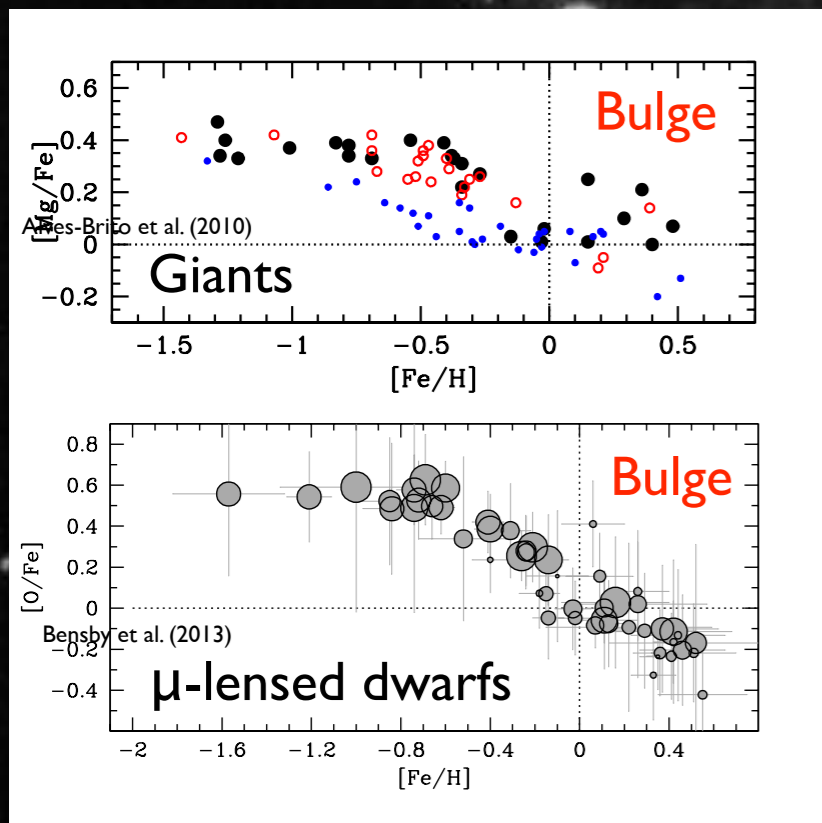 0.6
0.4
0.2
0
−0.2
[Mg/Fe]
Bulge
Alves-Brito et al. (2010)
Giants
−1.5 −1 −0.5 0 0.5
[Fe/H]
0.8
0.6
0.4
0.2
0
−0.2
−0.4
[O/Fe]
Bulge
Bensby et al. (2013)
μ-lensed dwarfs
−2 −1.6 −1.2 −0.8 −0.4 0 0.4
[Fe/H]